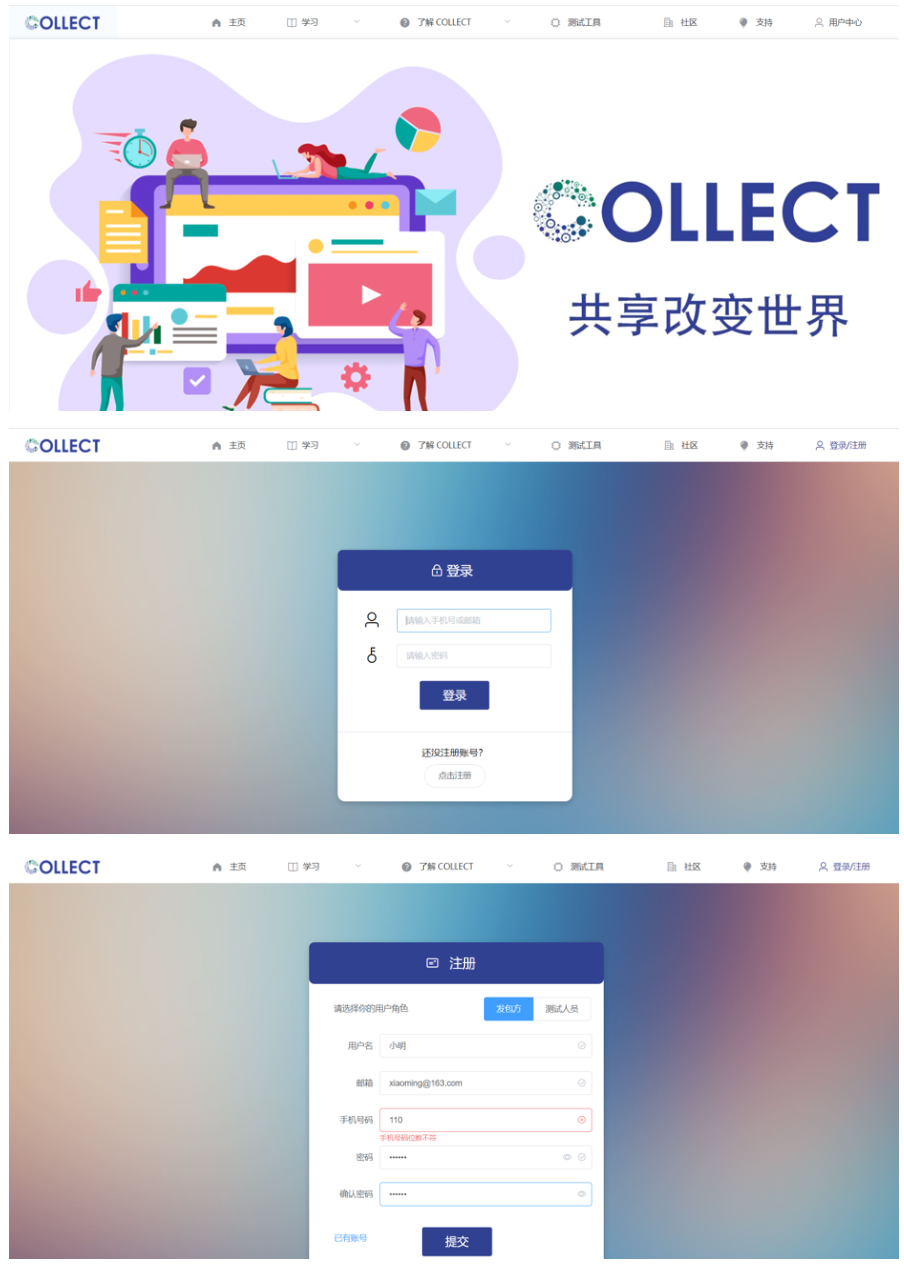 COLLECT 主页 学习 了解 COLLECT 测试工具 社区 支持 用户中心
COLLECT
共享改变世界
COLLECT 主页 学习 了解 COLLECT 测试工具 社区 支持 登录/注册
登录
请输入手机号或邮箱
请输入密码
登录
还没注册账号?
点击注册
COLLECT 主页 学习 了解 COLLECT 测试工具 社区 支持 登录/注册
注册
请选择你的用户角色 发包方 测试人员
用户名 小明
邮箱 xiaoming@163.com
手机号码 110
手机号码位数不符
密码 ••••••
确认密码 ••••••
已有账号 提交